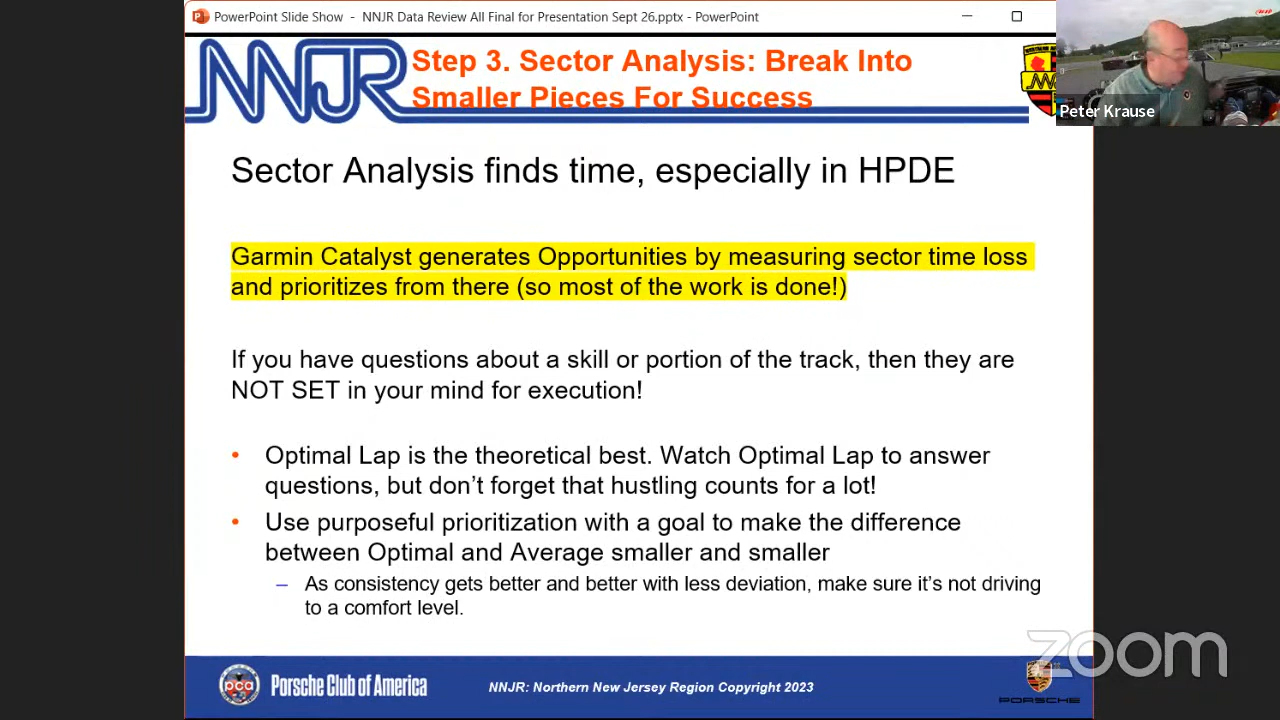 PowerPoint Slide Show - NNJR Data Review All Final for Presentation Sept 26.pptx - PowerPoint
NNJR
Step 3. Sector Analysis: Break Into
Smaller Pieces For Success
Peter Krause
Sector Analysis finds time, especially in HPDE
Garmin Catalyst generates Opportunities by measuring sector time loss
and prioritizes from there (so most of the work is done!)
If you have questions about a skill or portion of the track, then they are
NOT SET in your mind for execution!
• Optimal Lap is the theoretical best. Watch Optimal Lap to answer
questions, but don’t forget that hustling counts for a lot!
• Use purposeful prioritization with a goal to make the difference
between Optimal and Average smaller and smaller
– As consistency gets better and better with less deviation, make sure it’s not driving
to a comfort level.
zoom
pca
Porsche Club of America
NNJR: Northern New Jersey Region Copyright 2023
PORSCHE